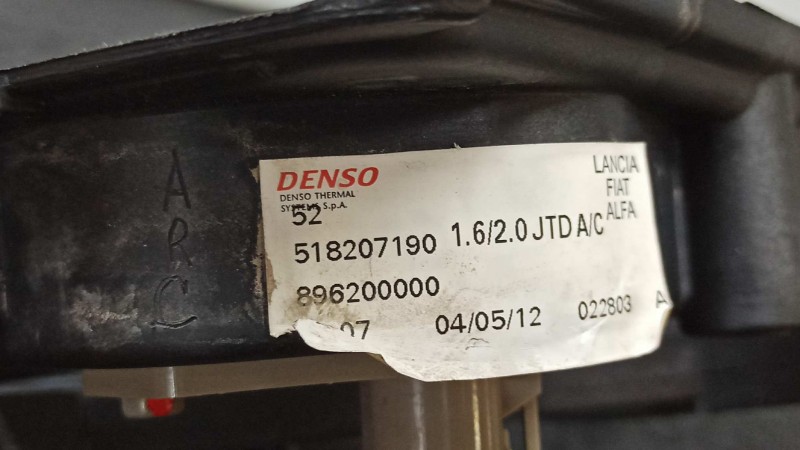 A
R
C
DENSO
DENSO THERMAL
SYSTEMS S.p.A.
52
518207190 1.6/2.0 JTD A/C
896200000
07 04/05/12 022803 A
LANCIA
FIAT
ALFA